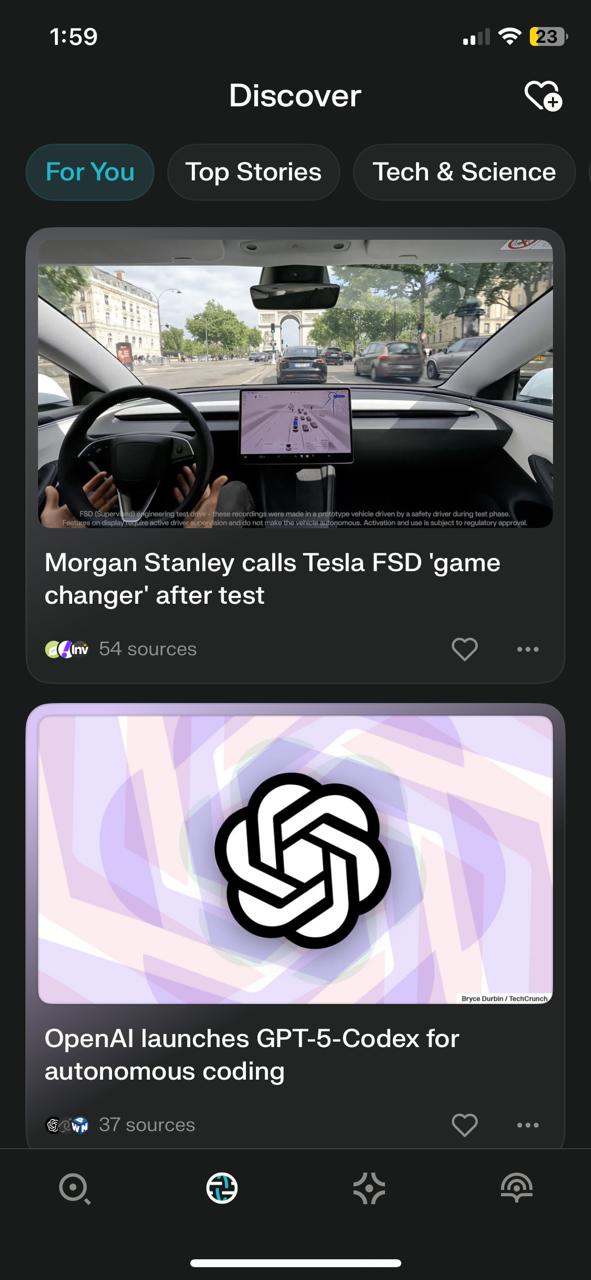 1:59
23
Discover
For You
Top Stories
Tech & Science
FSD (Supervised) engineering test drive - these recordings were made in a prototype vehicle driven by a safety driver during test phase.
Features on display require active driver supervision and do not make the vehicle autonomous. Activation and use is subject to regulatory approval.
Morgan Stanley calls Tesla FSD 'game
changer' after test
Inv
54 sources
Bryce Durbin / TechCrunch
OpenAI launches GPT-5-Codex for
autonomous coding
WN
37 sources